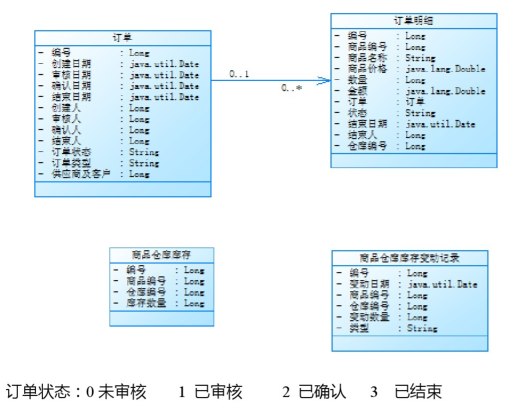 订单
- 编号 : Long
- 创建日期 : java.util.Date
- 审核日期 : java.util.Date
- 确认日期 : java.util.Date
- 结束日期 : java.util.Date
- 创建人 : Long
- 审核人 : Long
- 确认人 : Long
- 结束人 : Long
- 订单状态 : String
- 订单类型 : String
- 供应商及客户 : Long
0..1
0..*
订单明细
- 编号 : Long
- 商品编号 : Long
- 商品名称 : String
- 商品价格 : java.lang.Double
- 数量 : Long
- 金额 : java.lang.Double
- 订单 : 订单
- 状态 : String
- 结束日期 : java.util.Date
- 结束人 : Long
- 仓库编号 : Long
商品仓库库存
- 编号 : Long
- 商品编号 : Long
- 仓库编号 : Long
- 库存数量 : Long
商品仓库库存变动记录
- 编号 : Long
- 变动日期 : java.util.Date
- 商品编号 : Long
- 仓库编号 : Long
- 变动数量 : Long
- 类型 : String
订单状态：0 未审核 1 已审核 2 已确认 3 已结束